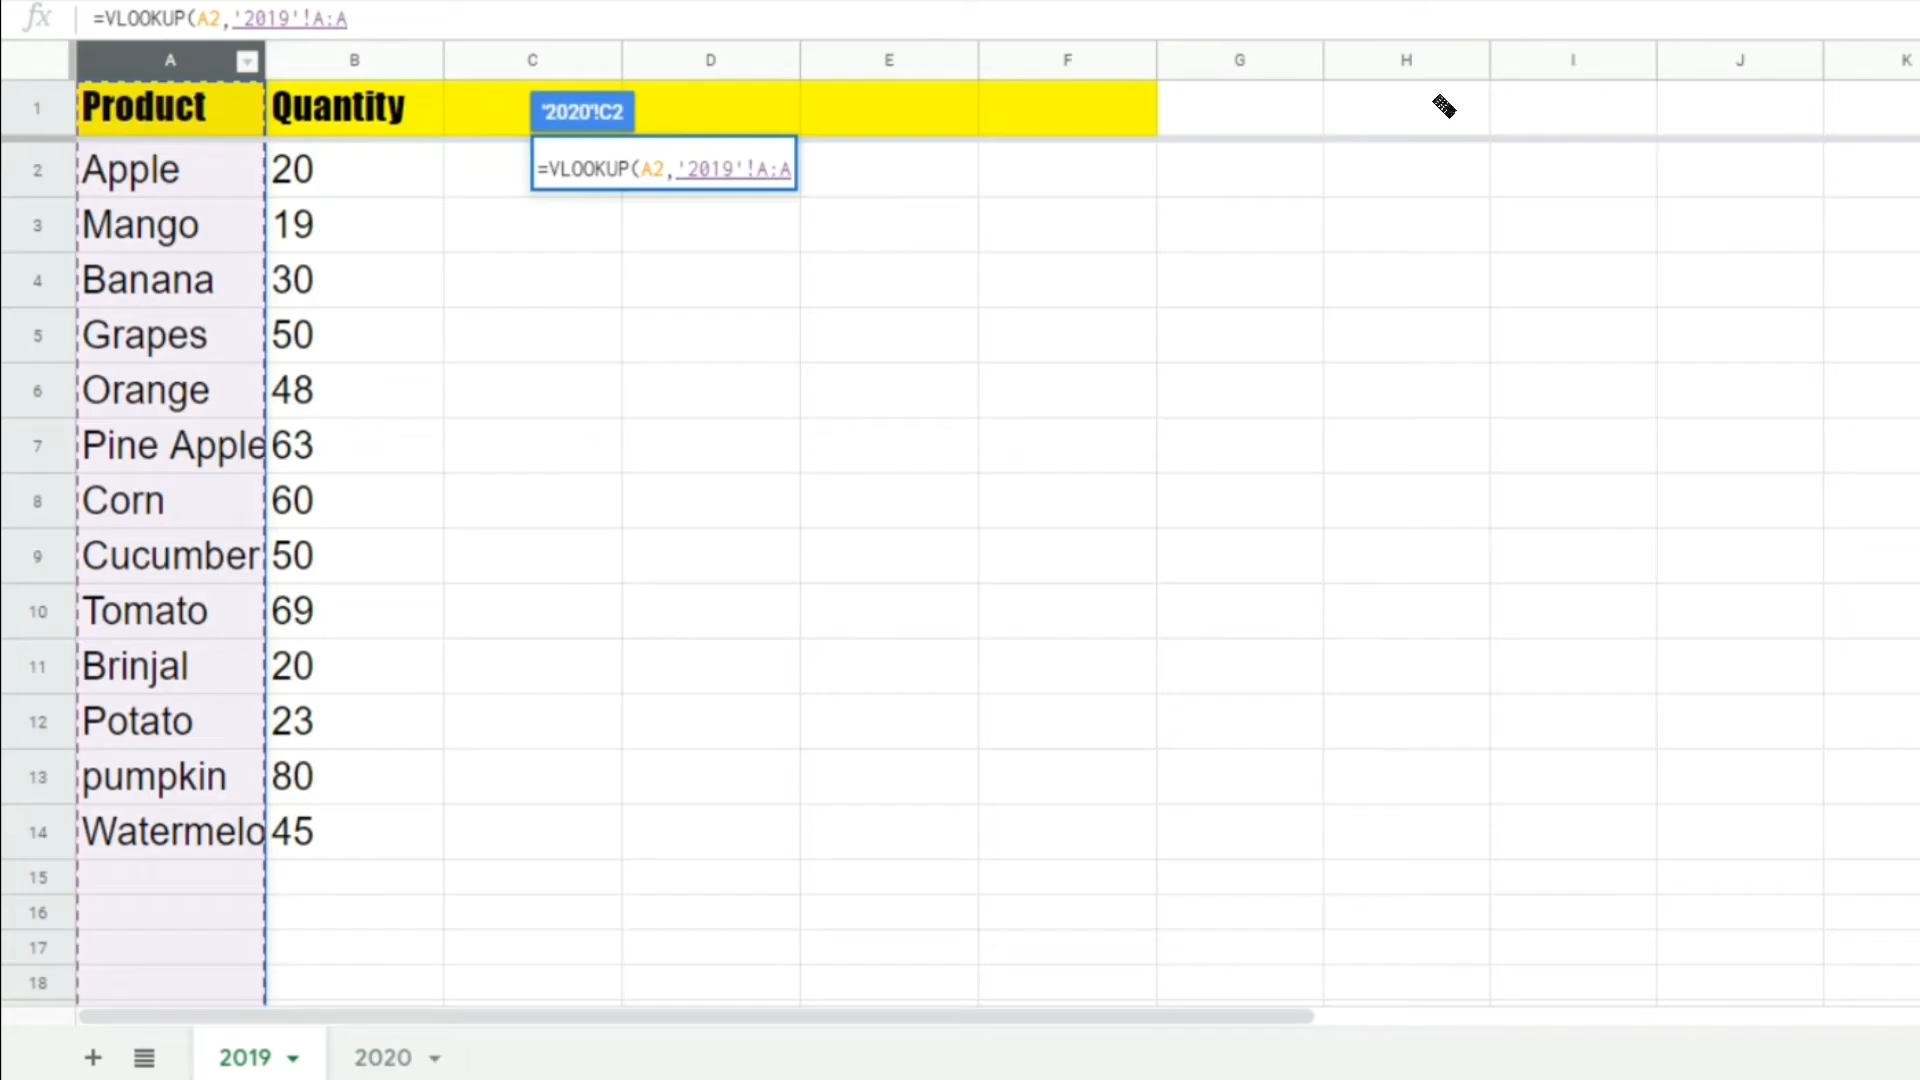 fx =VLOOKUP(A2,'2019'!A:A
A B C D E F G H I J K
1 Product Quantity '2020'!C2
2 Apple 20 =VLOOKUP(A2,'2019'!A:A
3 Mango 19
4 Banana 30
5 Grapes 50
6 Orange 48
7 Pine Apple 63
8 Corn 60
9 Cucumber 50
10 Tomato 69
11 Brinjal 20
12 Potato 23
13 pumpkin 80
14 Watermelo 45
15
16
17
18
+ 2019 2020